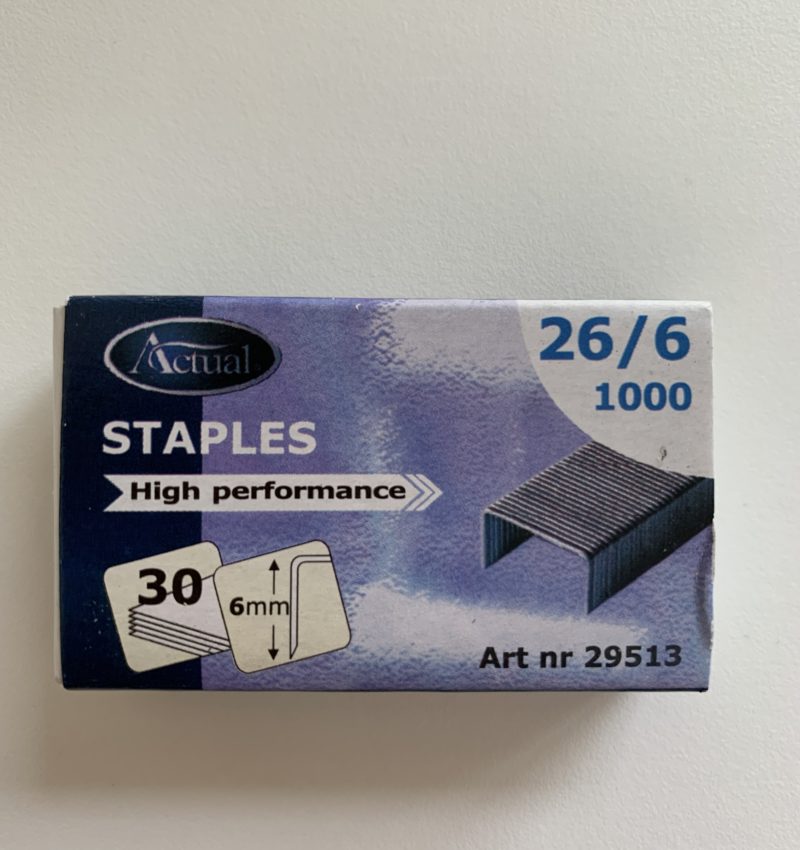 Actual
26/6
1000
STAPLES
High performance
30
6mm
Art nr 29513